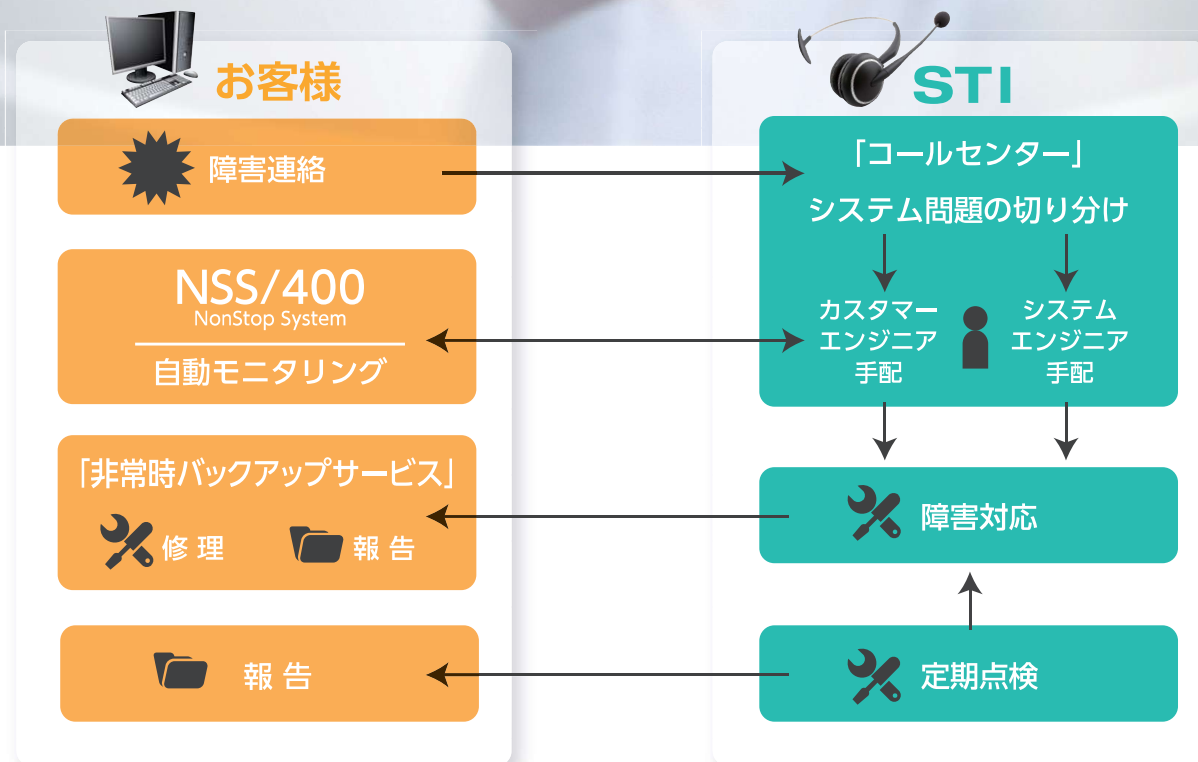 お客様
障害連絡
NSS/400
NonStop System
自動モニタリング
「非常時バックアップサービス」
修 理
報 告
報 告
STI
「コールセンター」
システム問題の切り分け
カスタマー
エンジニア
手配
システム
エンジニア
手配
障害対応
定期点検